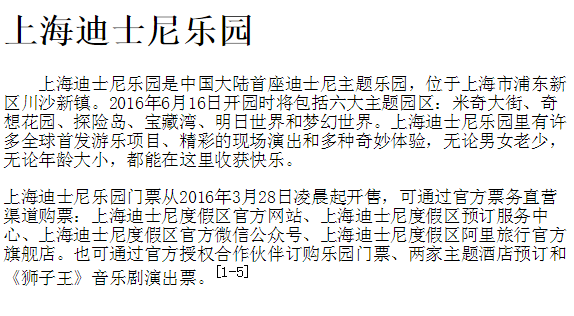 上海迪士尼乐园
上海迪士尼乐园是中国大陆首座迪士尼主题乐园，位于上海市浦东新
区川沙新镇。2016年6月16日开园时将包括六大主题园区：米奇大街、奇
想花园、探险岛、宝藏湾、明日世界和梦幻世界。上海迪士尼乐园里有许
多全球首发游乐项目、精彩的现场演出和多种奇妙体验，无论男女老少，
无论年龄大小，都能在这里收获快乐。
上海迪士尼乐园门票从2016年3月28日凌晨起开售，可通过官方票务直营
渠道购票：上海迪士尼度假区官方网站、上海迪士尼度假区预订服务中
心、上海迪士尼度假区官方微信公众号、上海迪士尼度假区阿里旅行官方
旗舰店。也可通过官方授权合作伙伴订购乐园门票、两家主题酒店预订和
《狮子王》音乐剧演出票。[1-5]